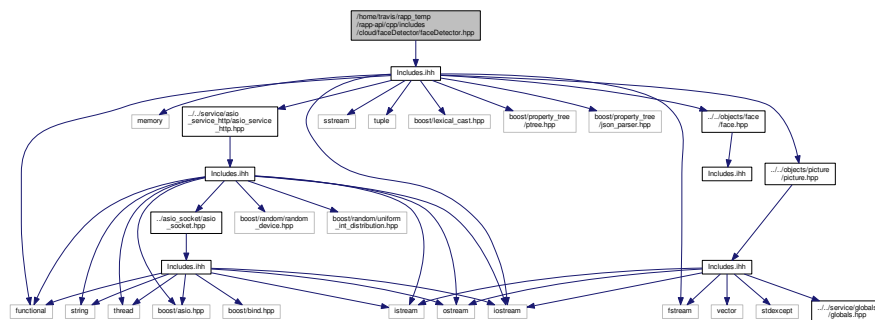 /home/travis/rapp_temp
/rapp-api/cpp/includes
/cloud/faceDetector/faceDetector.hpp
Includes.ihh
memory
../../service/asio
_service_http/asio_service
_http.hpp
sstream
tuple
boost/lexical_cast.hpp
boost/property_tree
/ptree.hpp
boost/property_tree
/json_parser.hpp
../../objects/face
/face.hpp
Includes.ihh
Includes.ihh
../../objects/picture
/picture.hpp
../asio_socket/asio
_socket.hpp
boost/random/random
_device.hpp
boost/random/uniform
_int_distribution.hpp
Includes.ihh
Includes.ihh
functional
string
thread
boost/asio.hpp
boost/bind.hpp
istream
ostream
iostream
fstream
vector
stdexcept
../../service/globals
/globals.hpp